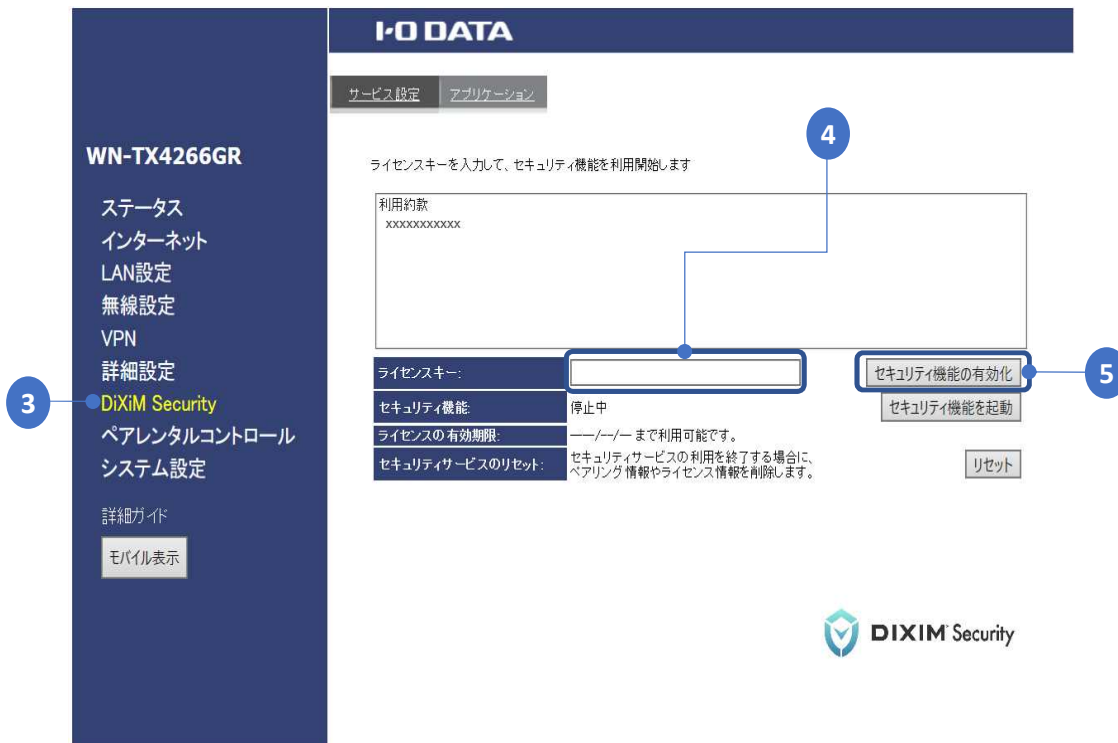 I-O DATA
サービス設定 アプリケーション
4
WN-TX4266GR
ライセンスキーを入力して、セキュリティ機能を利用開始します
ステータス
インターネット
LAN設定
無線設定
VPN
詳細設定
3
DiXiM Security
ペアレンタルコントロール
システム設定
詳細ガイド
モバイル表示
利用約款
xxxxxxxxxxx
ライセンスキー:
セキュリティ機能の有効化
5
セキュリティ機能: 停止中
セキュリティ機能を起動
ライセンスの有効期限: ----/--/-- まで利用可能です。
セキュリティサービスのリセット: セキュリティサービスの利用を終了する場合に、
ペアリング情報やライセンス情報を削除します。
リセット
DIXIM Security